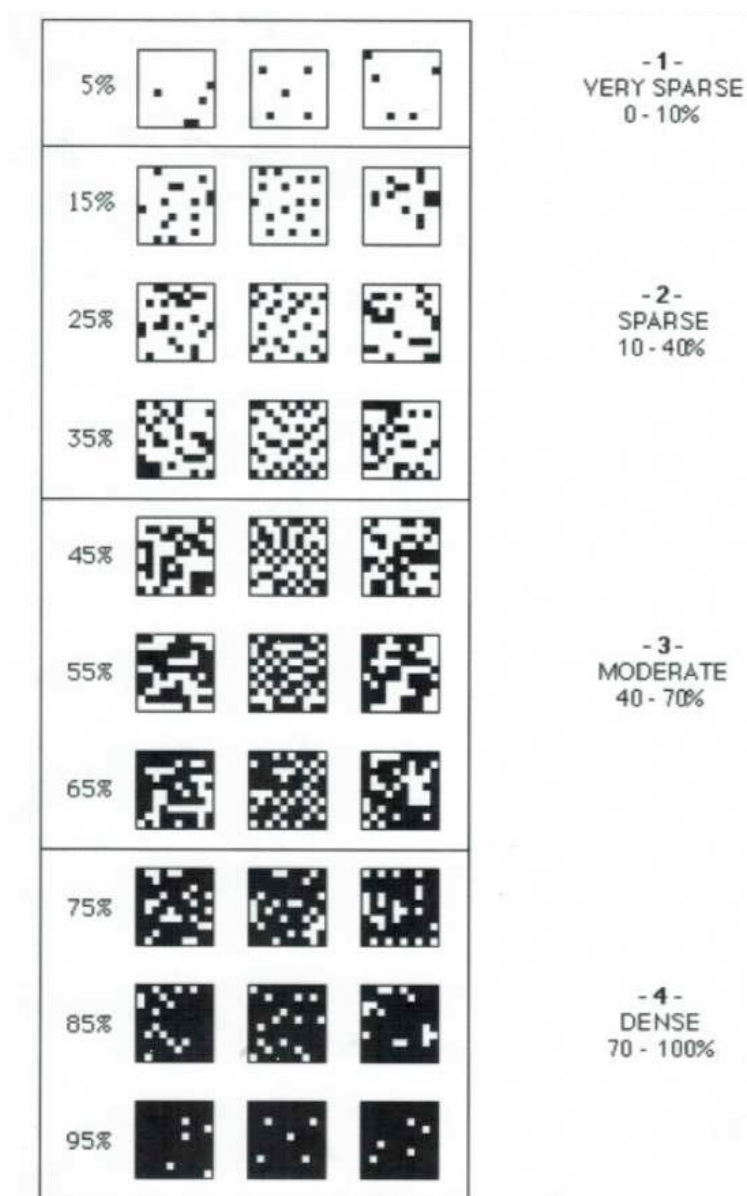 5%
-1-
VERY SPARSE
0 - 10%
15%
25%
-2-
SPARSE
10 - 40%
35%
45%
55%
-3-
MODERATE
40 - 70%
65%
75%
85%
-4-
DENSE
70 - 100%
95%